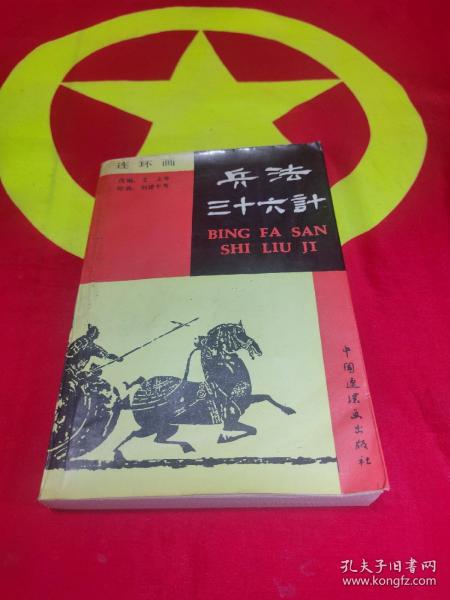 连环画
兵法
三十六計
BING FA SAN
SHI LIU JI
中国连环画出版社
孔夫子旧书网
www.kongfz.com